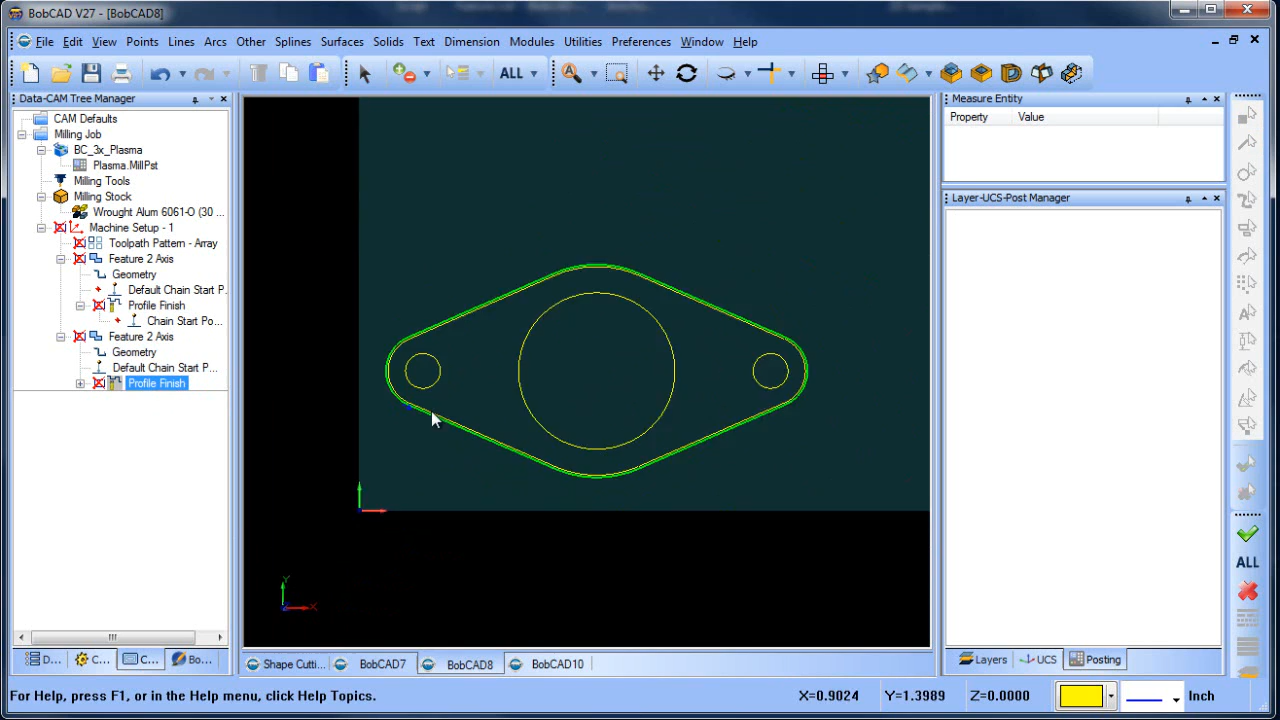 BobCAD V27 - [BobCAD8]
File Edit View Points Lines Arcs Other Splines Surfaces Solids Text Dimension Modules Utilities Preferences Window Help
ALL
Data-CAM Tree Manager
CAM Defaults
Milling Job
BC_3x_Plasma
Plasma.MillPst
Milling Tools
Milling Stock
Wrought Alum 6061-O (30 ...
Machine Setup - 1
Toolpath Pattern - Array
Feature 2 Axis
Geometry
Default Chain Start P...
Profile Finish
Chain Start Po...
Feature 2 Axis
Geometry
Default Chain Start P...
Profile Finish
D... C... C... Bo...
Y
X
Shape Cutti... BobCAD7 BobCAD8 BobCAD10
Measure Entity
Property Value
Layer-UCS-Post Manager
Layers UCS Posting
ALL
For Help, press F1, or in the Help menu, click Help Topics.
X=0.9024 Y=1.3989 Z=0.0000 Inch